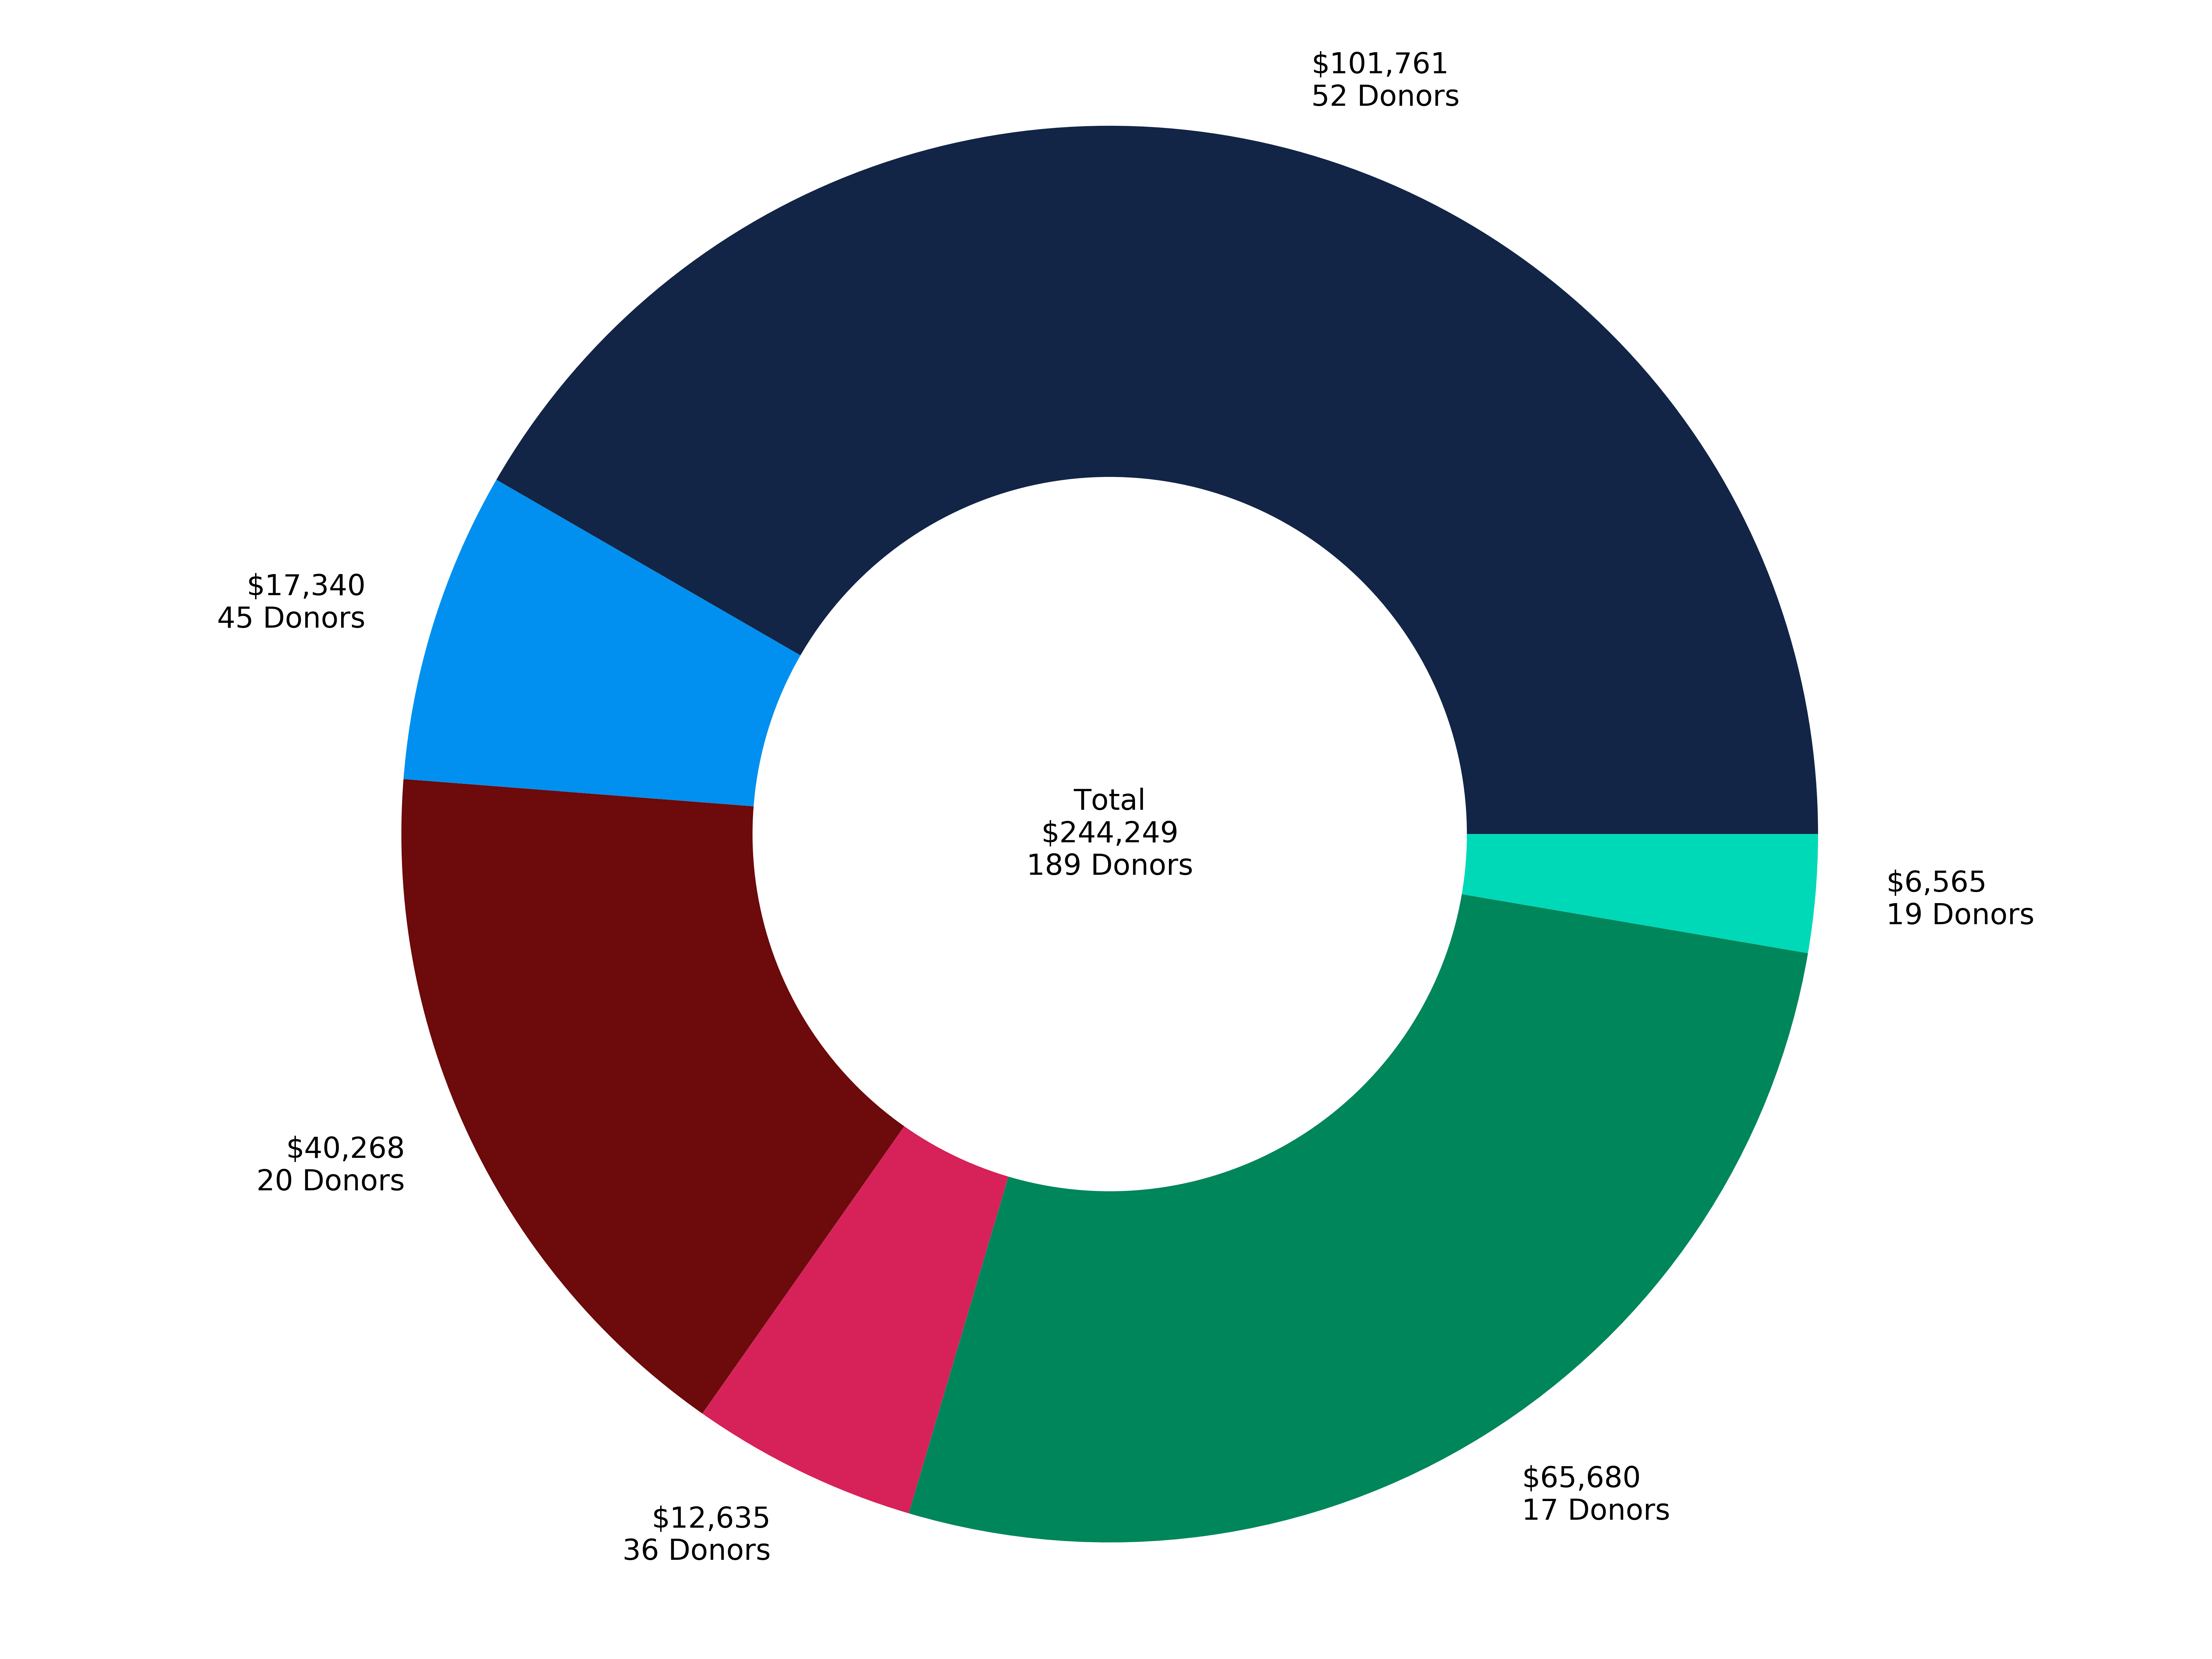 $101,761
52 Donors
$17,340
45 Donors
Total
$244,249
189 Donors
$6,565
19 Donors
$40,268
20 Donors
$65,680
17 Donors
$12,635
36 Donors